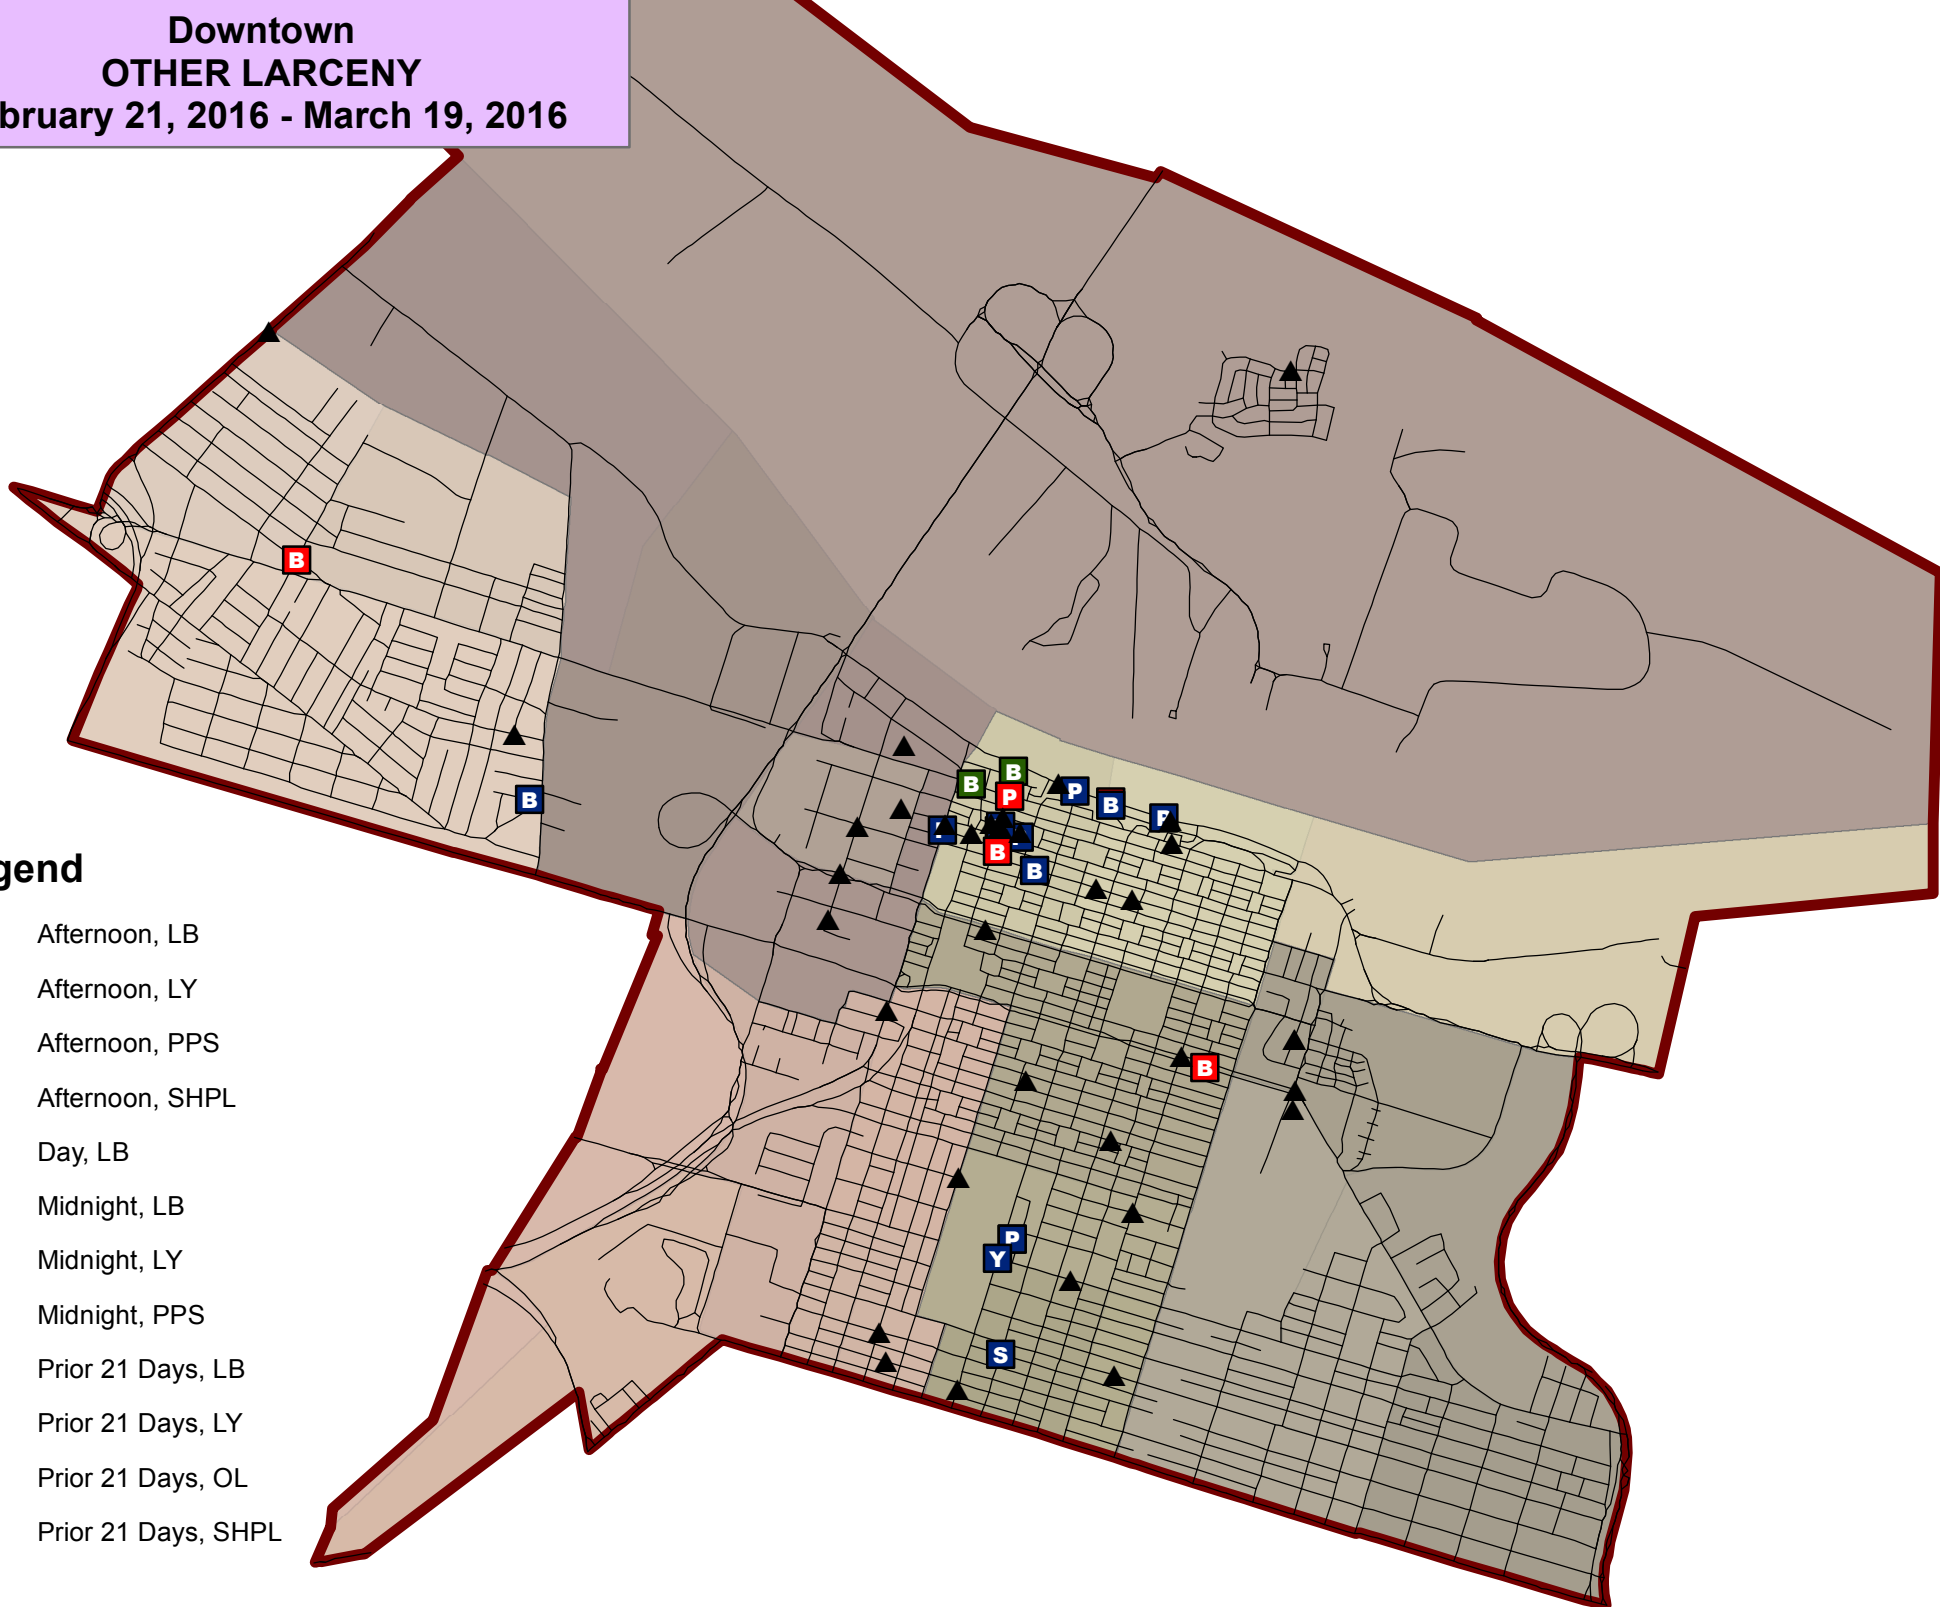 Downtown
OTHER LARCENY
bruary 21, 2016 - March 19, 2016
B
B
B
B
P
P
B
P
B
B
B
P
Y
S
gend
Afternoon, LB
Afternoon, LY
Afternoon, PPS
Afternoon, SHPL
Day, LB
Midnight, LB
Midnight, LY
Midnight, PPS
Prior 21 Days, LB
Prior 21 Days, LY
Prior 21 Days, OL
Prior 21 Days, SHPL